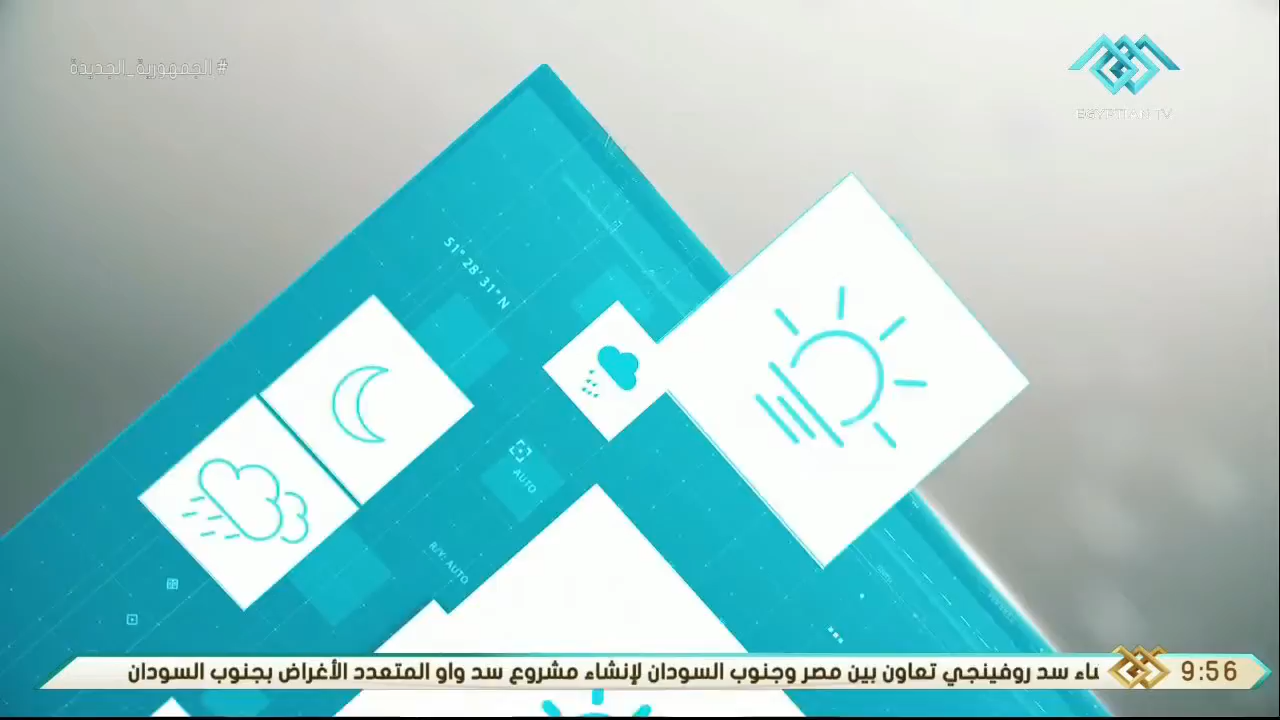 #الجمهورية_الجديدة
EGYPTIAN TV
51° 28' 31" N
AUTO
R/Y: AUTO
سد روفينجي تعاون بين مصر وجنوب السودان لإنشاء مشروع سد واو المتعدد الأغراض بجنوب السودان
9:56